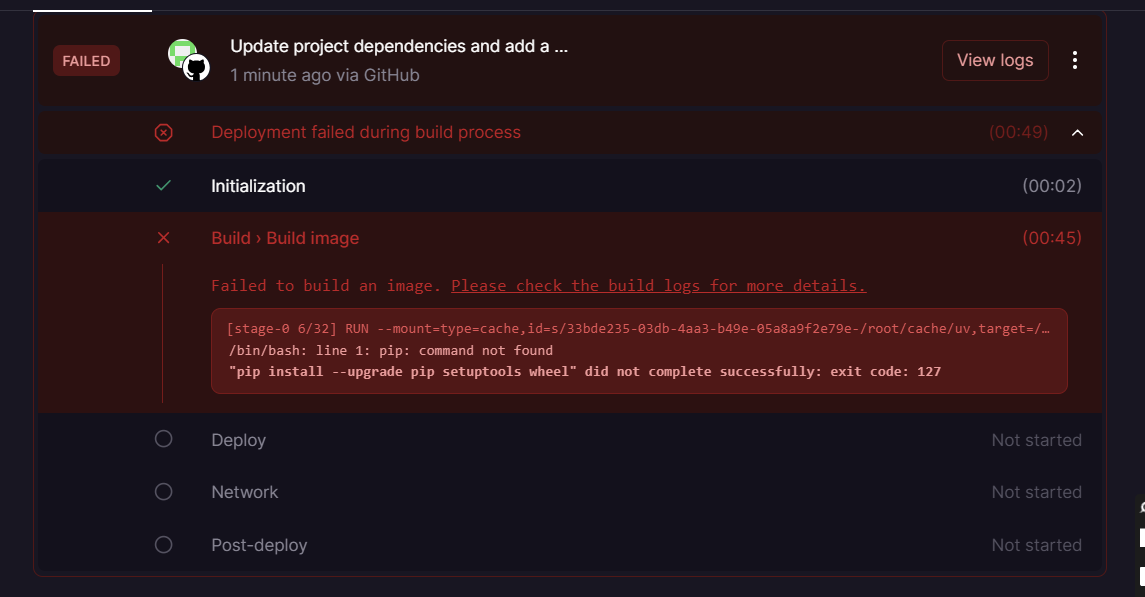 FAILED
Update project dependencies and add a ...
1 minute ago via GitHub
View logs
Deployment failed during build process
(00:49)
Initialization
(00:02)
Build › Build image
(00:45)
Failed to build an image. Please check the build logs for more details.
[stage-0 6/32] RUN --mount=type=cache,id=s/33bde235-03db-4aa3-b49e-05a8a9f2e79e-/root/cache/uv,target=/…
/bin/bash: line 1: pip: command not found
"pip install --upgrade pip setuptools wheel" did not complete successfully: exit code: 127
Deploy
Not started
Network
Not started
Post-deploy
Not started